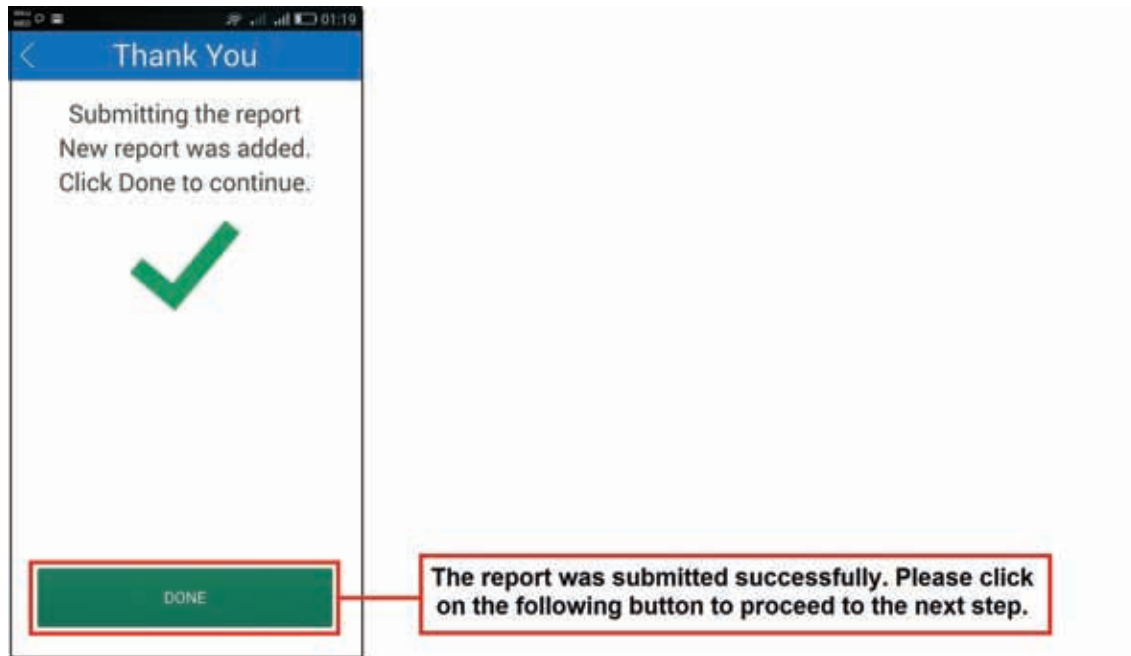 01:19
Thank You
Submitting the report
New report was added.
Click Done to continue.
DONE
The report was submitted successfully. Please click
on the following button to proceed to the next step.